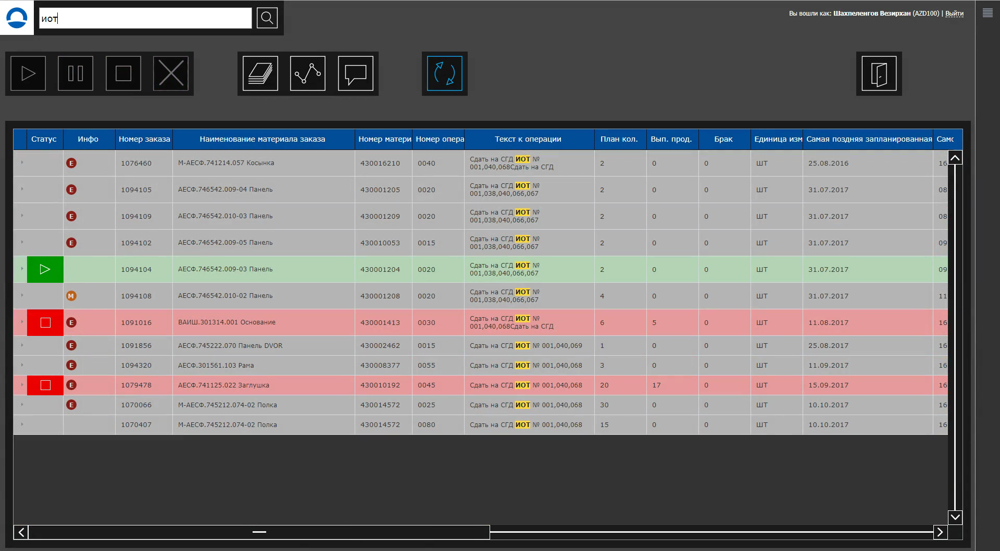 иот
Вы вошли как: Шахпеленгов Везирхан (AZD100) | Выйти
Статус Инфо Номер заказа Наименование материала заказа Номер матери Номер опера Текст к операции План кол. Вып. прод. Брак Единица изм Самая поздняя запланированная Само
E 1076460 М-АЕСФ.741214.057 Косынка 430016210 0040 Сдать на СГД ИОТ № 2 0 0 ШТ 25.08.2016 16
001,040,068Сдать на СГД
E 1094105 АЕСФ.746542.009-04 Панель 430001205 0020 Сдать на СГД ИОТ № 2 0 0 ШТ 31.07.2017 08
001,038,040,066,067
E 1094109 АЕСФ.746542.010-03 Панель 430001209 0020 Сдать на СГД ИОТ № 2 0 0 ШТ 31.07.2017 08
001,038,040,066,067
E 1094102 АЕСФ.746542.009-05 Панель 430010053 0015 Сдать на СГД ИОТ № 2 0 0 ШТ 31.07.2017 09
001,038,040,066,067
1094104 АЕСФ.746542.009-03 Панель 430001204 0020 Сдать на СГД ИОТ № 2 0 0 ШТ 31.07.2017 09
001,038,040,066,067
M 1094108 АЕСФ.746542.010-02 Панель 430001208 0020 Сдать на СГД ИОТ № 4 0 0 ШТ 31.07.2017 11
001,038,040,066,067
E 1091016 ВАИШ.301314.001 Основание 430001413 0030 Сдать на СГД ИОТ № 6 5 0 ШТ 11.08.2017 16
001,040,068Сдать на СГД
E 1091856 АЕСФ.745222.070 Панель DVOR 430002462 0015 Сдать на СГД ИОТ № 001,040,069 1 0 0 ШТ 25.08.2017 16
E 1094320 АЕСФ.301561.103 Рама 430008377 0055 Сдать на СГД ИОТ № 001,040,068 3 0 0 ШТ 11.09.2017 16
E 1079478 АЕСФ.741125.022 Заглушка 430010192 0045 Сдать на СГД ИОТ № 001,040,068 20 17 0 ШТ 15.09.2017 16
E 1070066 М-АЕСФ.745212.074-02 Полка 430014572 0025 Сдать на СГД ИОТ № 001,040,068 30 0 0 ШТ 10.10.2017 16
1070407 М-АЕСФ.745212.074-02 Полка 430014572 0080 Сдать на СГД ИОТ № 001,040,068 15 0 0 ШТ 10.10.2017 16